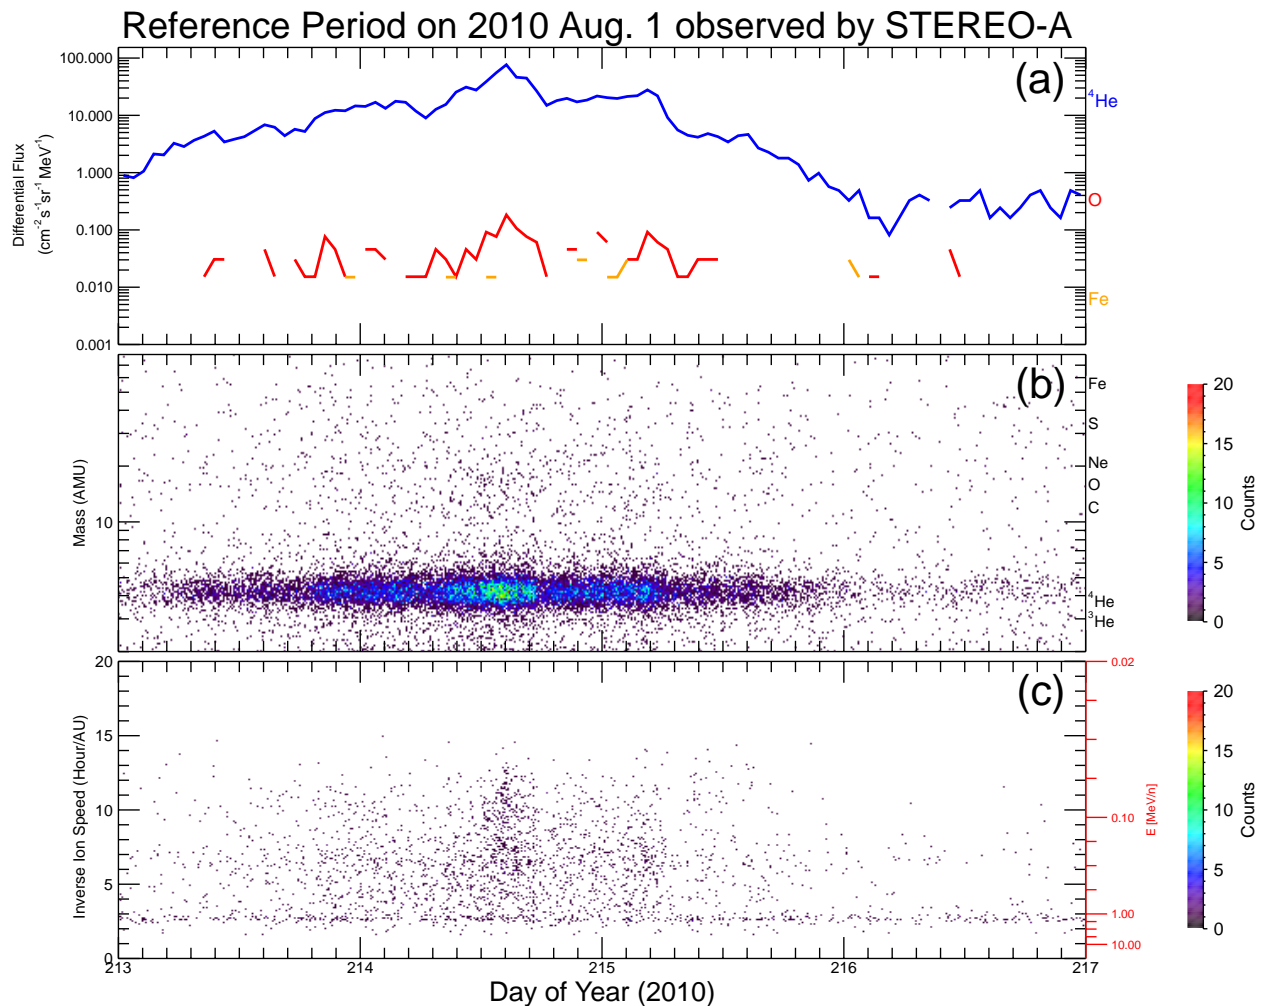 Reference Period on 2010 Aug. 1 observed by STEREO-A
(a)
100.000
10.000
1.000
0.100
0.010
0.001
Differential Flux
(cm⁻² s⁻¹sr⁻¹ MeV⁻¹)
⁴He
O
Fe
(b)
Mass (AMU)
10
Fe
S
Ne
O
C
⁴He
³He
20
15
10
5
0
Counts
(c)
20
15
10
5
0
Inverse Ion Speed (Hour/AU)
0.02
0.10
1.00
10.00
E [MeV/n]
20
15
10
5
0
Counts
213
214
215
216
217
Day of Year (2010)